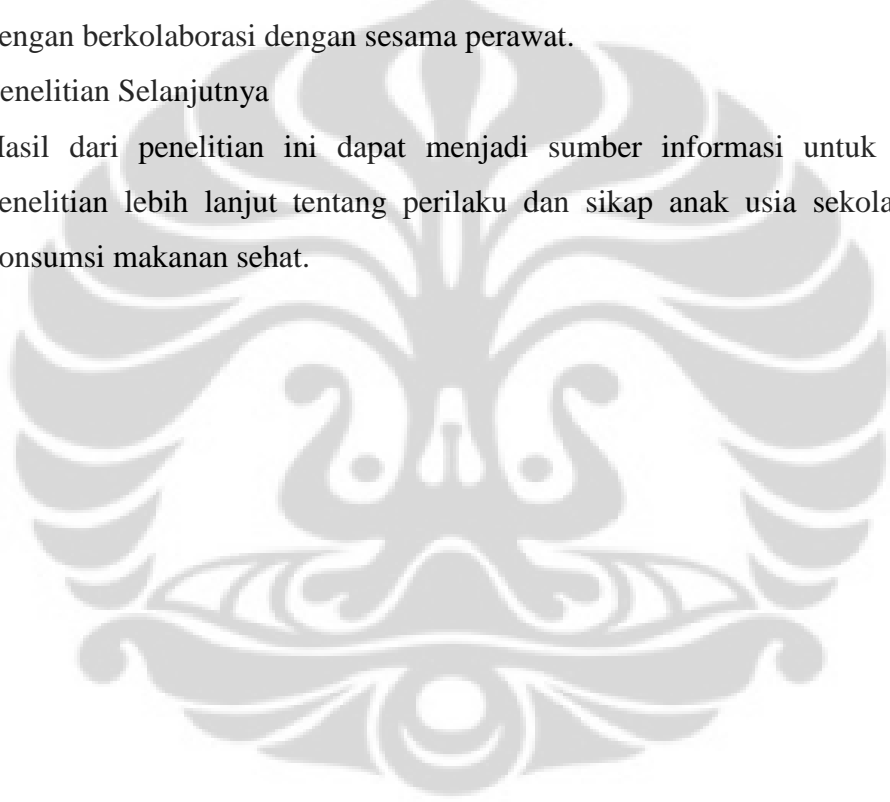 engan berkolaborasi dengan sesama perawat.
enelitian Selanjutnya
asil dari penelitian ini dapat menjadi sumber informasi untuk
enelitian lebih lanjut tentang perilaku dan sikap anak usia sekola
onsumsi makanan sehat.